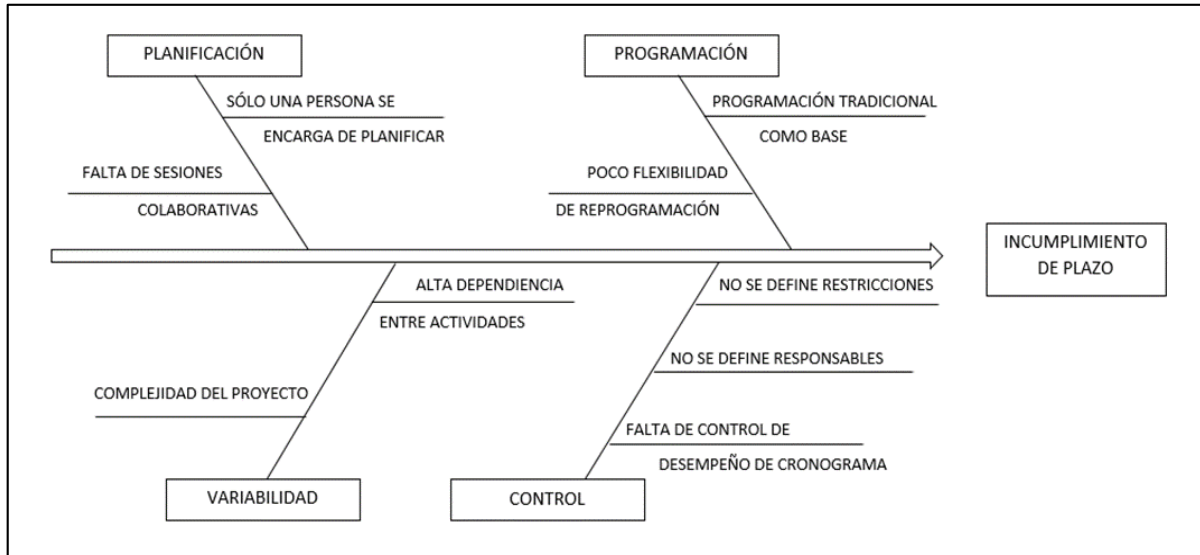 PLANIFICACIÓN
SÓLO UNA PERSONA SE
ENCARGA DE PLANIFICAR
FALTA DE SESIONES
COLABORATIVAS
PROGRAMACIÓN
PROGRAMACIÓN TRADICIONAL
COMO BASE
POCO FLEXIBILIDAD
DE REPROGRAMACIÓN
INCUMPLIMIENTO
DE PLAZO
ALTA DEPENDIENCIA
ENTRE ACTIVIDADES
COMPLEJIDAD DEL PROYECTO
VARIABILIDAD
NO SE DEFINE RESTRICCIONES
NO SE DEFINE RESPONSABLES
FALTA DE CONTROL DE
DESEMPEÑO DE CRONOGRAMA
CONTROL